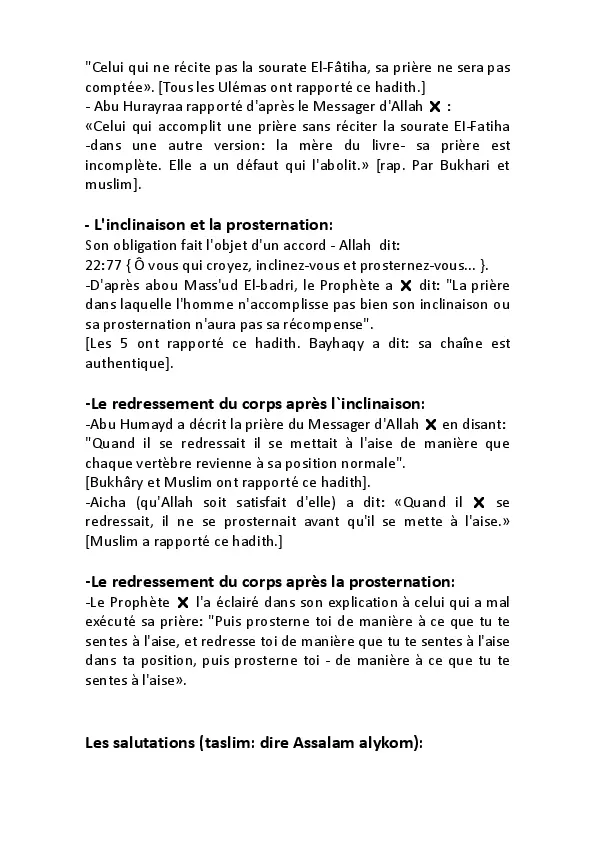 "Celui qui ne récite pas la sourate El-Fâtiha, sa prière ne sera pas
comptée». [Tous les Ulémas ont rapporté ce hadith.]
- Abu Hurayraa rapporté d'après le Messager d'Allah ✖ :
«Celui qui accomplit une prière sans réciter la sourate El-Fatiha
-dans une autre version: la mère du livre- sa prière est
incomplète. Elle a un défaut qui l'abolit.» [rap. Par Bukhari et
muslim].
- L'inclinaison et la prosternation:
Son obligation fait l'objet d'un accord - Allah dit:
22:77 { Ô vous qui croyez, inclinez-vous et prosternez-vous... }.
-D'après abou Mass'ud El-badri, le Prophète a ✖ dit: "La prière
dans laquelle l'homme n'accomplisse pas bien son inclinaison ou
sa prosternation n'aura pas sa récompense".
[Les 5 ont rapporté ce hadith. Bayhaqy a dit: sa chaîne est
authentique].
-Le redressement du corps après l`inclinaison:
-Abu Humayd a décrit la prière du Messager d'Allah ✖ en disant:
"Quand il se redressait il se mettait à l'aise de manière que
chaque vertèbre revienne à sa position normale".
[Bukhâry et Muslim ont rapporté ce hadith].
-Aicha (qu'Allah soit satisfait d'elle) a dit: «Quand il ✖ se
redressait, il ne se prosternait avant qu'il se mette à l'aise.»
[Muslim a rapporté ce hadith.]
-Le redressement du corps après la prosternation:
-Le Prophète ✖ l'a éclairé dans son explication à celui qui a mal
exécuté sa prière: "Puis prosterne toi de manière à ce que tu te
sentes à l'aise, et redresse toi de manière que tu te sentes à l'aise
dans ta position, puis prosterne toi - de manière à ce que tu te
sentes à l'aise».
Les salutations (taslim: dire Assalam alykom):